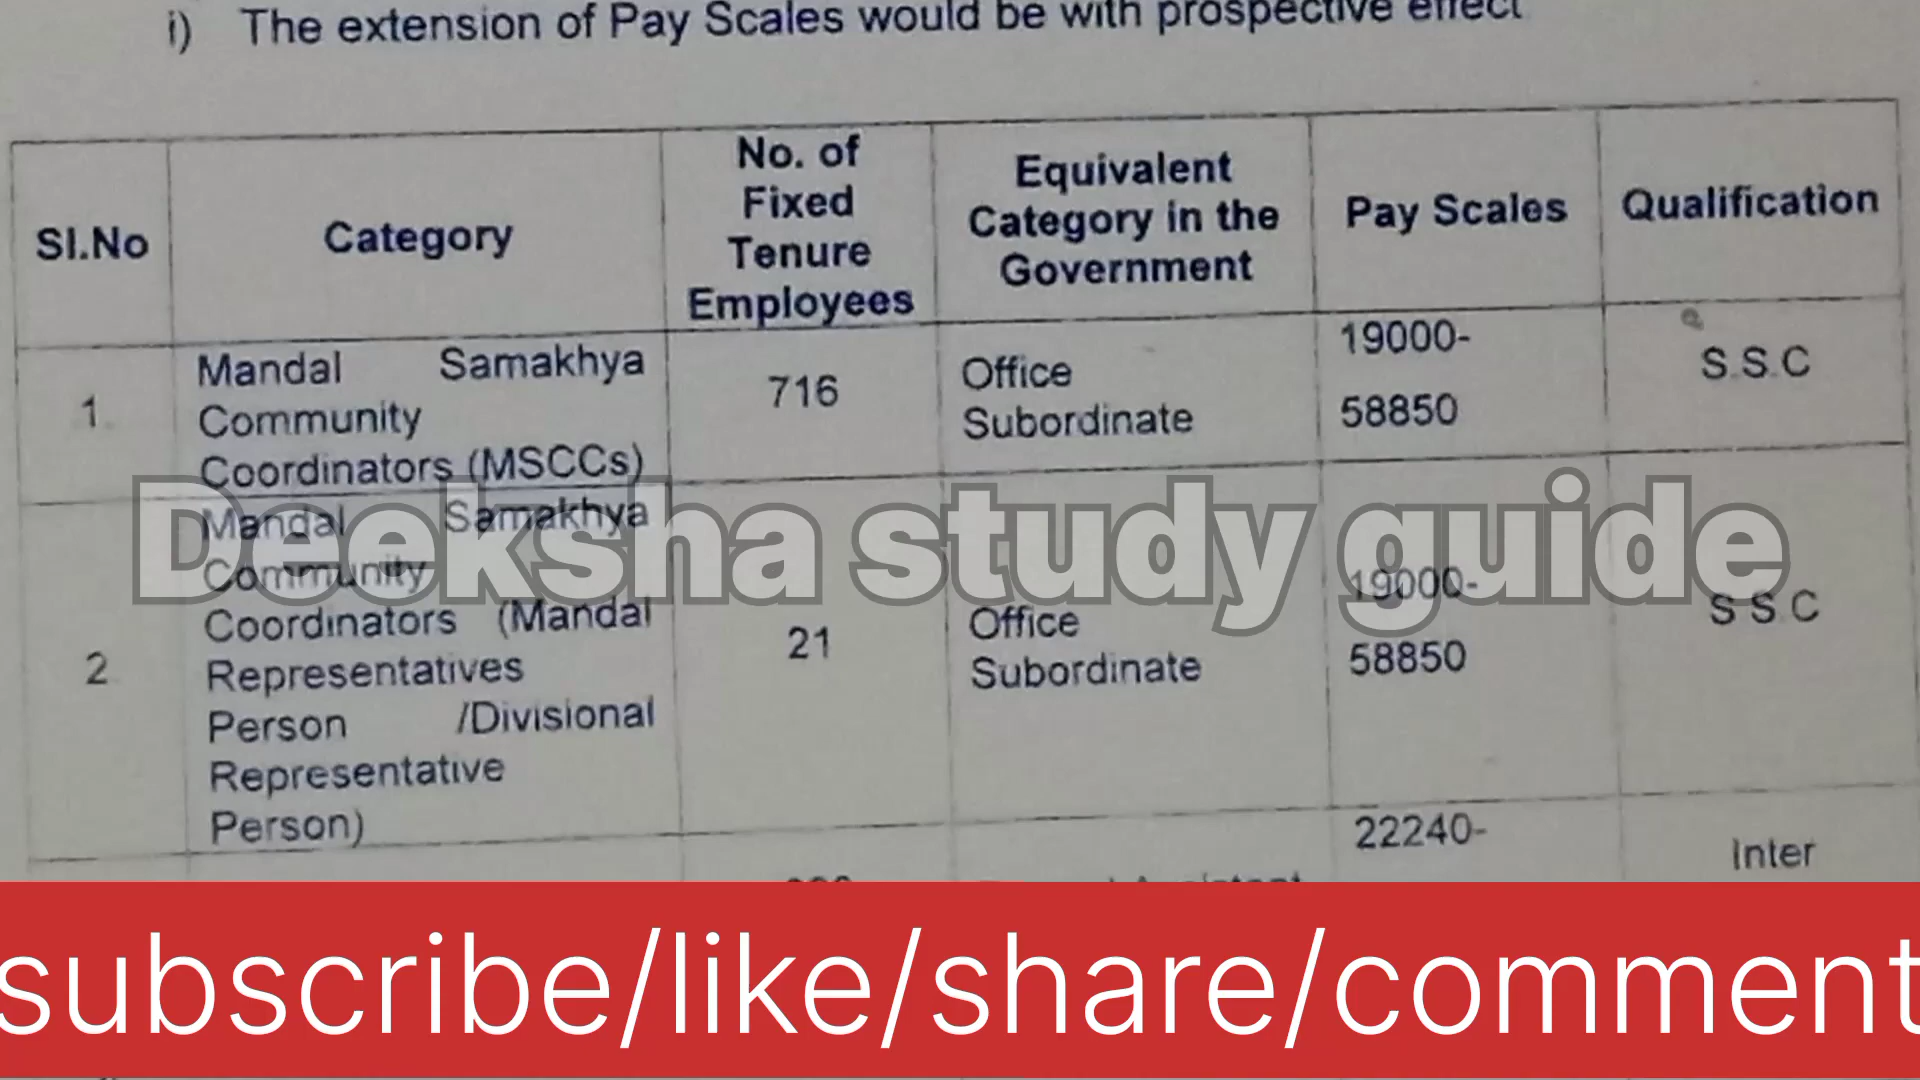 i) The extension of Pay Scales would be with prospective effect
Sl.No
Category
No. of
Fixed
Tenure
Employees
Equivalent
Category in the
Government
Pay Scales
Qualification
1.
Mandal Samakhya
Community
Coordinators (MSCCs)
716
Office
Subordinate
19000-
58850
S.S.C
2
Mandal Samakhya
Community
Coordinators (Mandal
Representatives
Person /Divisional
Representative
Person)
21
Office
Subordinate
19000-
58850
S.S.C
22240-
Inter
Deeksha study guide
subscribe/like/share/comment